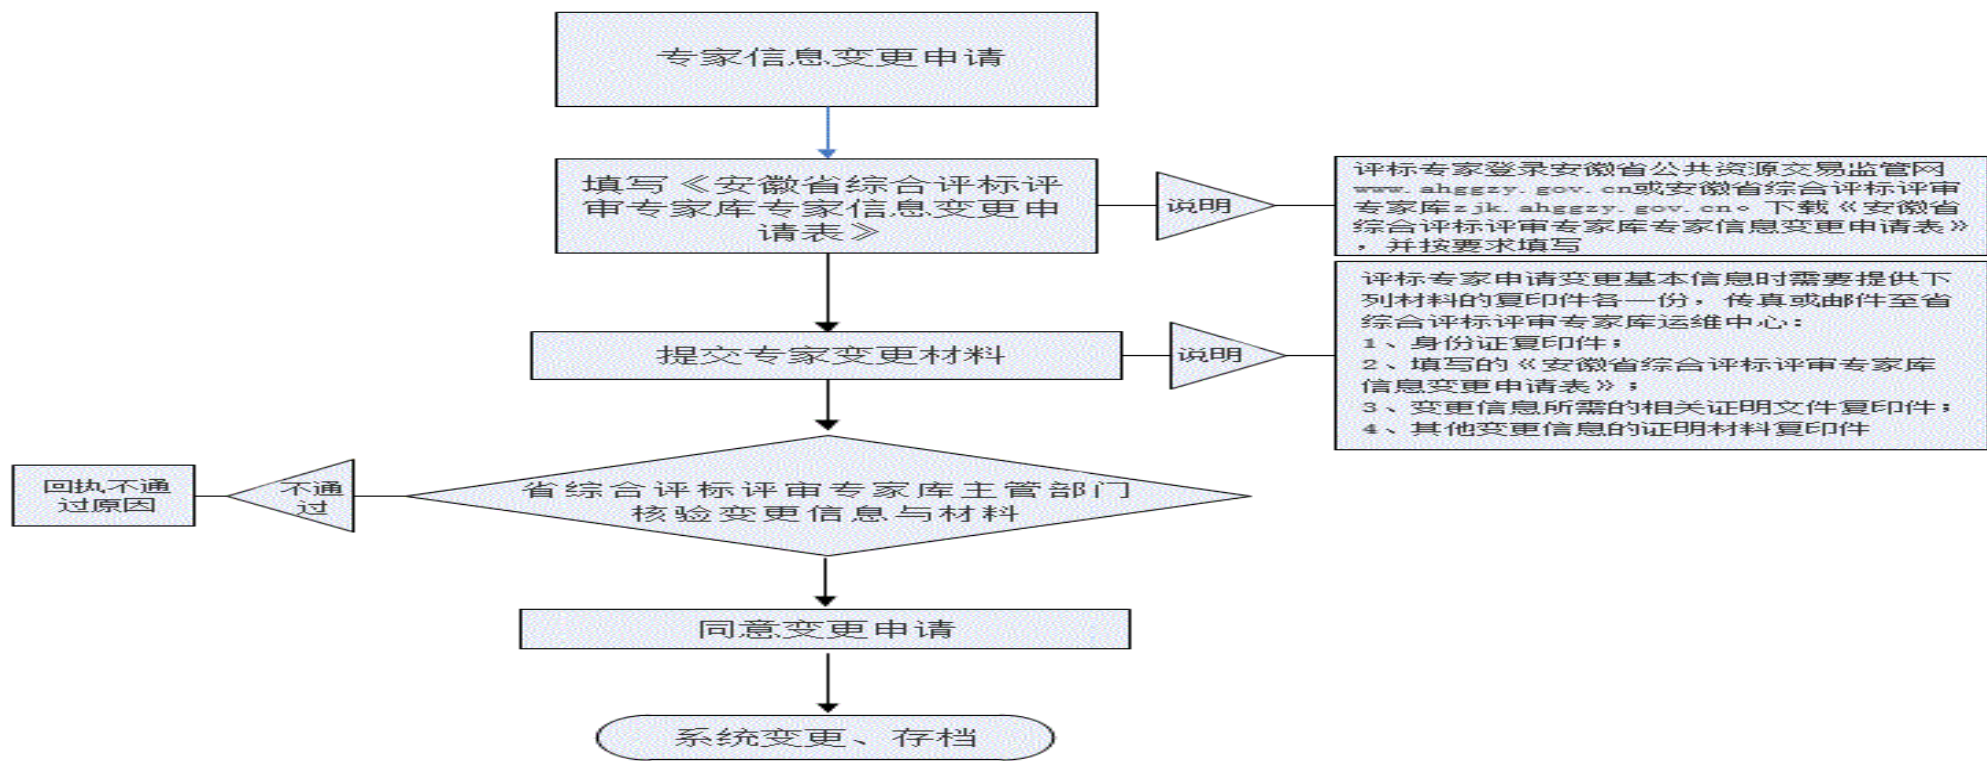 专家信息变更申请
填写《安徽省综合评标评
审专家库专家信息变更申
请表》
说明
评标专家登录安徽省公共资源交易监管网
www.ahggzy.gov.cn或安徽省综合评标评审
专家库zjk.ahggzy.gov.cn。下载《安徽省
综合评标评审专家库专家信息变更申请表》
，并按要求填写
提交专家变更材料
说明
评标专家申请变更基本信息时需要提供下
列材料的复印件各一份，传真或邮件至省
综合评标评审专家库运维中心：
1、身份证复印件；
2、填写的《安徽省综合评标评审专家库
信息变更申请表》；
3、变更信息所需的相关证明文件复印件；
4、其他变更信息的证明材料复印件
省综合评标评审专家库主管部门
核验变更信息与材料
不通
过
回执不通
过原因
同意变更申请
系统变更、存档